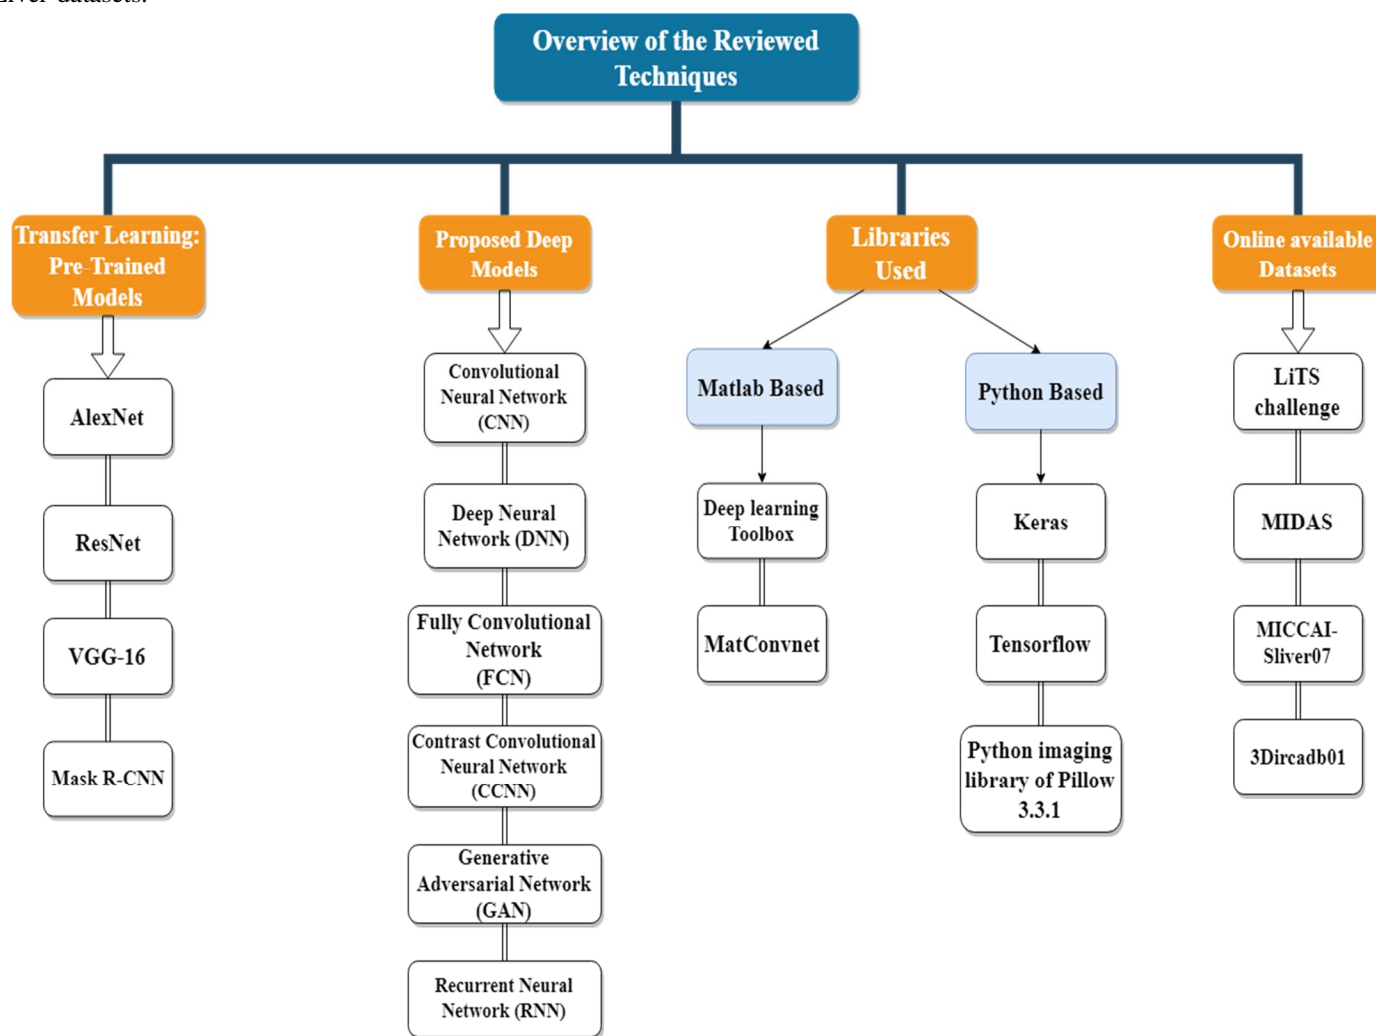 Liver datasets.
Overview of the Reviewed
Techniques
Transfer Learning:
Pre-Trained
Models
AlexNet
ResNet
VGG-16
Mask R-CNN
Proposed Deep
Models
Convolutional
Neural Network
(CNN)
Deep Neural
Network (DNN)
Fully Convolutional
Network
(FCN)
Contrast Convolutional
Neural Network
(CCNN)
Generative
Adversarial Network
(GAN)
Recurrent Neural
Network (RNN)
Libraries
Used
Matlab Based
Deep learning
Toolbox
MatConvnet
Python Based
Keras
Tensorflow
Python imaging
library of Pillow
3.3.1
Online available
Datasets
LiTS
challenge
MIDAS
MICCAI-
Sliver07
3Dircadb01